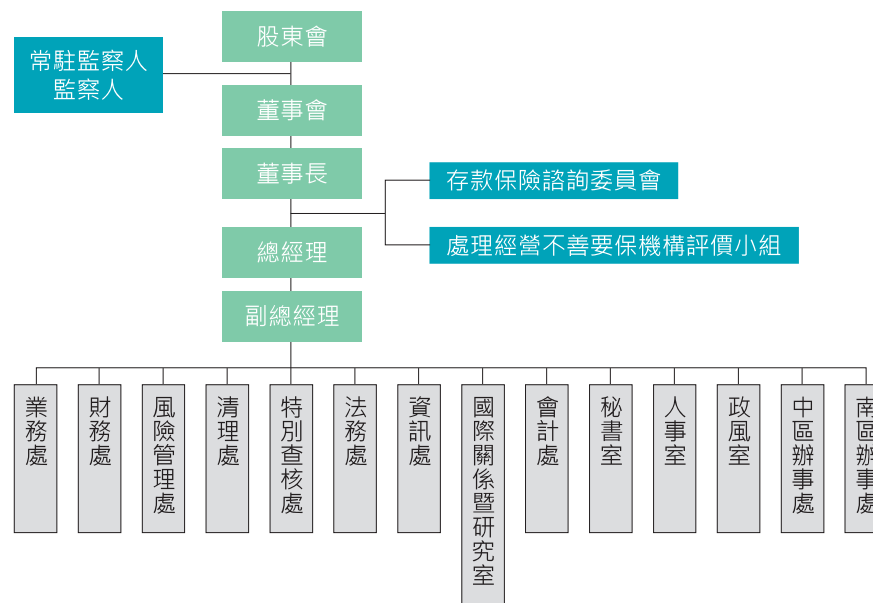 股東會
常駐監察人
監察人
董事會
董事長
存款保險諮詢委員會
總經理
處理經營不善要保機構評價小組
副總經理
業務處
財務處
風險管理處
清理處
特別查核處
法務處
資訊處
國際關係暨研究室
會計處
秘書室
人事室
政風室
中區辦事處
南區辦事處